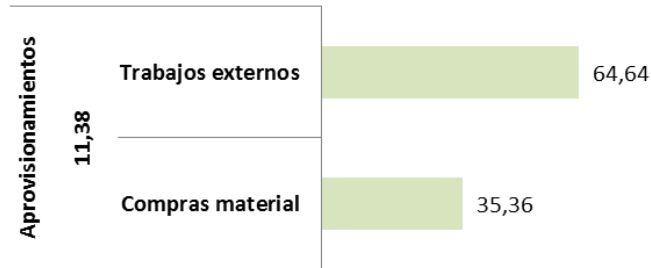 Aprovisionamientos
11,38
Trabajos externos
64,64
Compras material
35,36